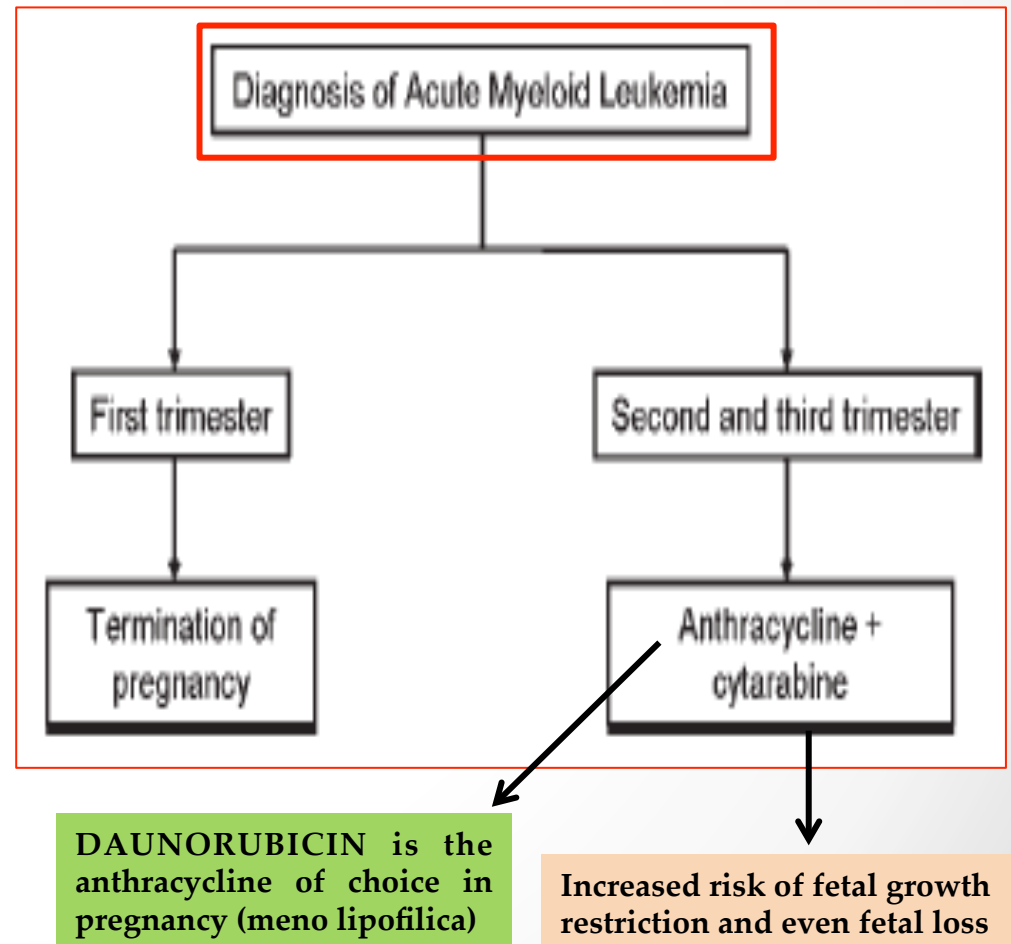 Diagnosis of Acute Myeloid Leukemia
First trimester
Second and third trimester
Termination of
pregnancy
Anthracycline +
cytarabine
DAUNORUBICIN is the
anthracycline of choice in
pregnancy (meno lipofilica)
Increased risk of fetal growth
restriction and even fetal loss